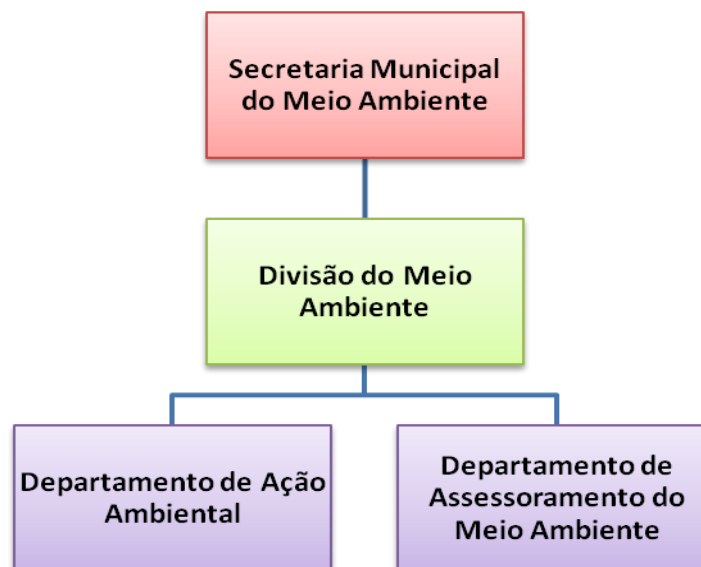 Secretaria Municipal
do Meio Ambiente
Divisão do Meio
Ambiente
Departamento de Ação
Ambiental
Departamento de
Assessoramento do
Meio Ambiente